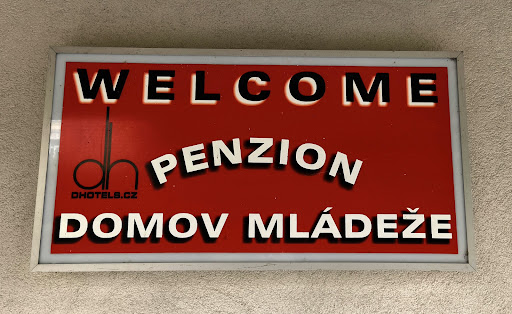 WELCOME
dh
DHOTELS.CZ
PENZION
DOMOV MLÁDEŽE